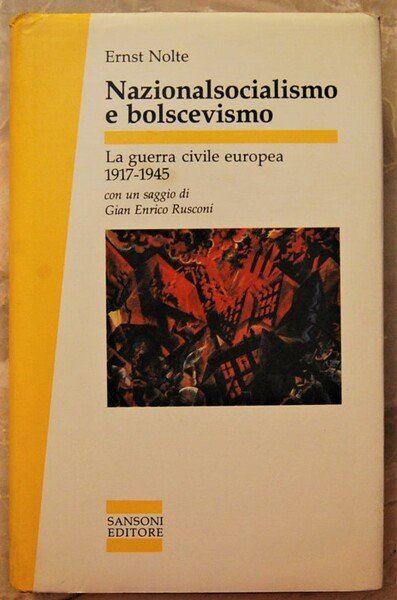 Ernst Nolte
Nazionalsocialismo
e bolscevismo
La guerra civile europea
1917-1945
con un saggio di
Gian Enrico Rusconi
SANSONI
EDITORE